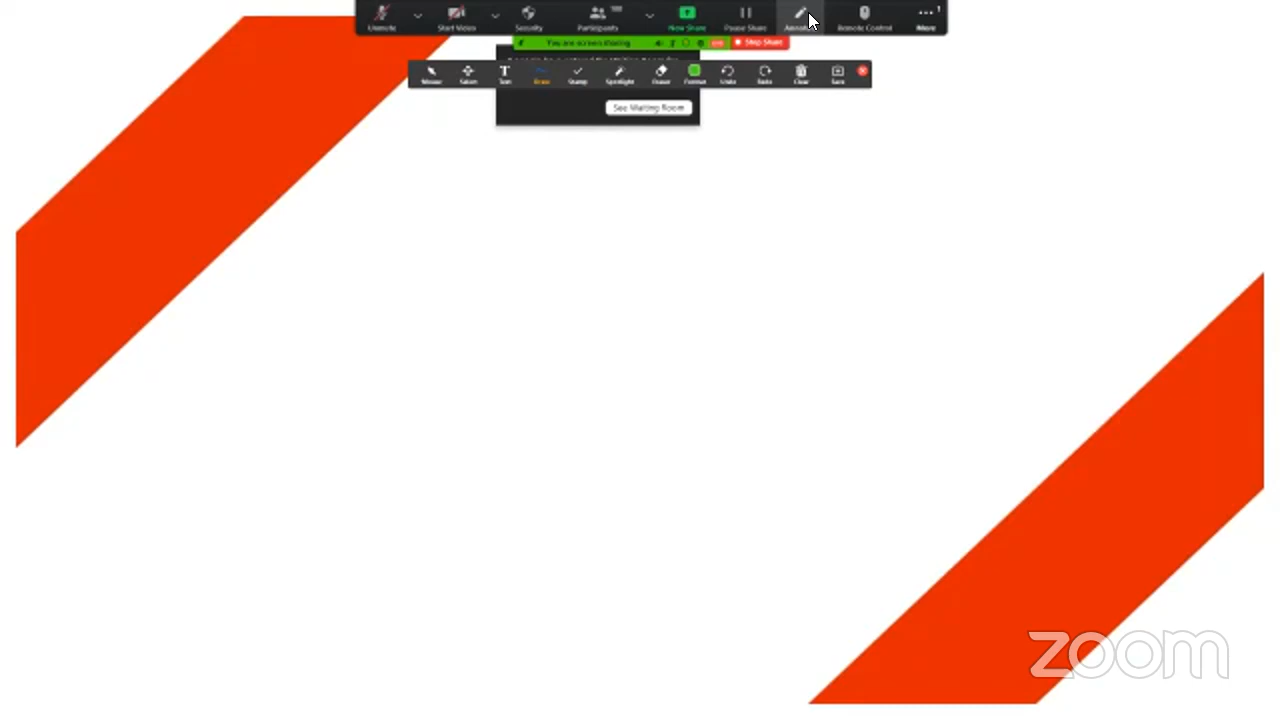 Unmute Start Video Security Participants New Share Pause Share Annotate Remote Control More
You are screen sharing Stop Share
Mouse Select Text Draw Stamp Spotlight Eraser Format Undo Redo Clear Save
See Waiting Room
zoom